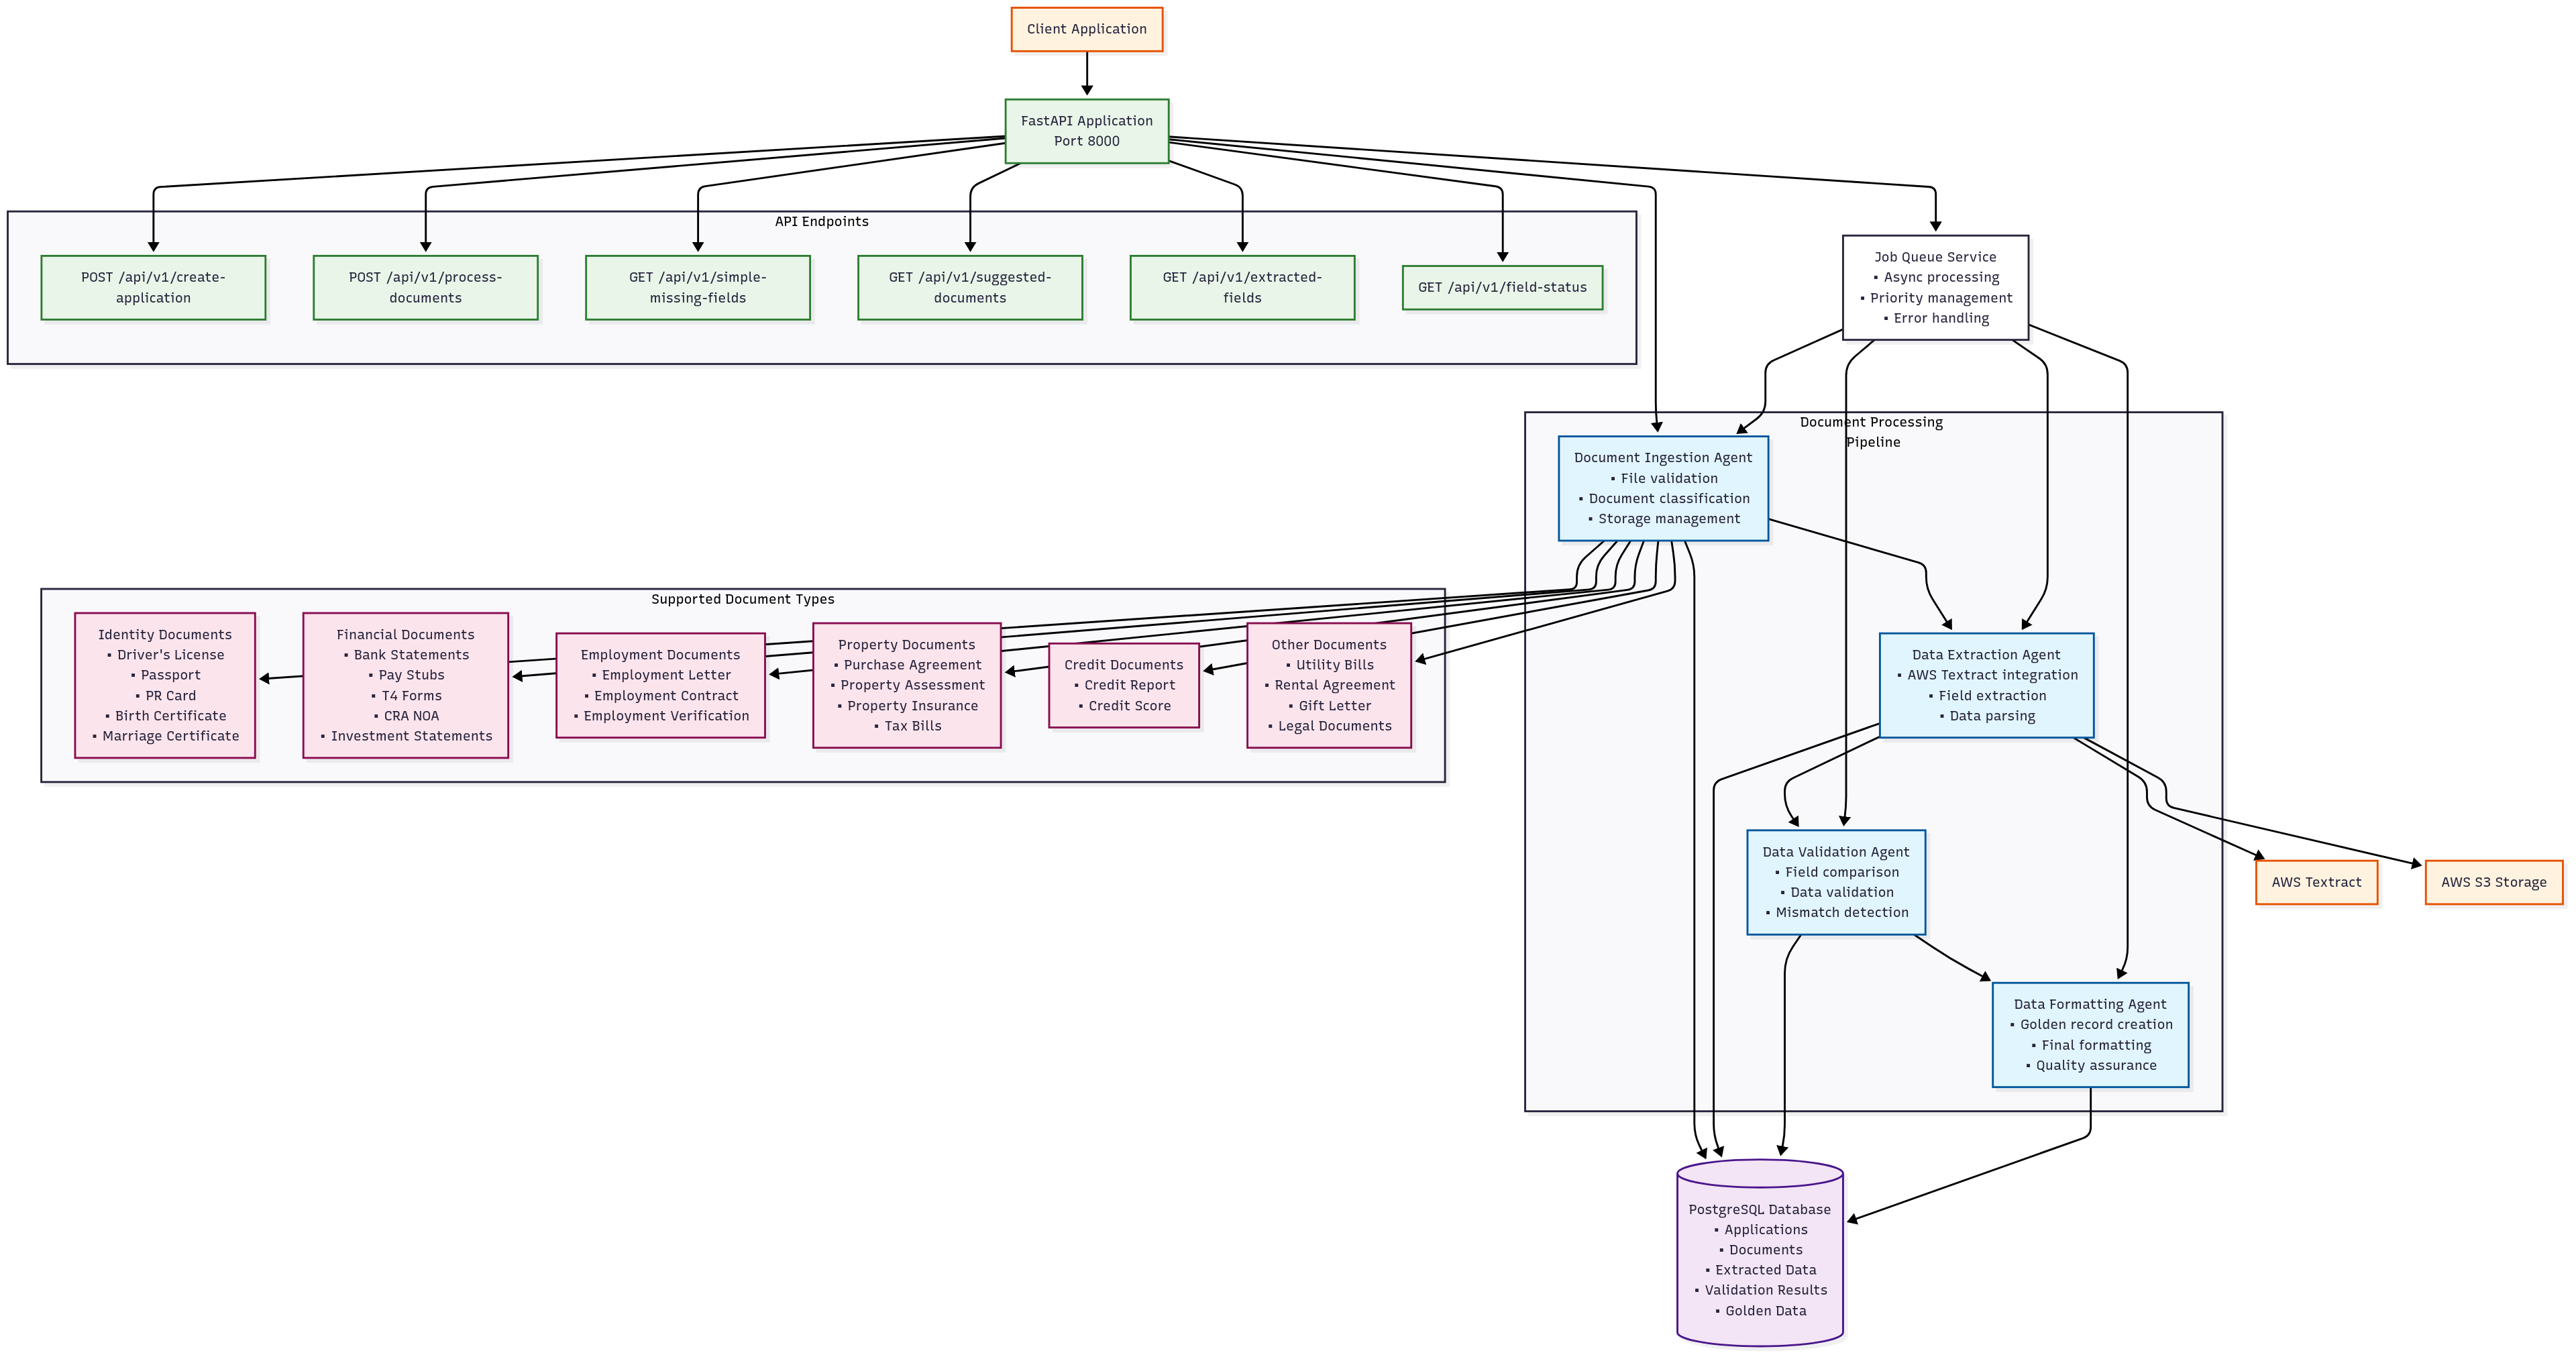 Client Application
FastAPI Application
Port 8000
API Endpoints
POST /api/v1/create-
application
POST /api/v1/process-
documents
GET /api/v1/simple-
missing-fields
GET /api/v1/suggested-
documents
GET /api/v1/extracted-
fields
GET /api/v1/field-status
Job Queue Service
▪ Async processing
▪ Priority management
▪ Error handling
Document Processing
Pipeline
Document Ingestion Agent
▪ File validation
▪ Document classification
▪ Storage management
Supported Document Types
Identity Documents
▪ Driver's License
▪ Passport
▪ PR Card
▪ Birth Certificate
▪ Marriage Certificate
Financial Documents
▪ Bank Statements
▪ Pay Stubs
▪ T4 Forms
▪ CRA NOA
▪ Investment Statements
Employment Documents
▪ Employment Letter
▪ Employment Contract
▪ Employment Verification
Property Documents
▪ Purchase Agreement
▪ Property Assessment
▪ Property Insurance
▪ Tax Bills
Credit Documents
▪ Credit Report
▪ Credit Score
Other Documents
▪ Utility Bills
▪ Rental Agreement
▪ Gift Letter
▪ Legal Documents
Data Extraction Agent
▪ AWS Textract integration
▪ Field extraction
▪ Data parsing
Data Validation Agent
▪ Field comparison
▪ Data validation
▪ Mismatch detection
AWS Textract
AWS S3 Storage
Data Formatting Agent
▪ Golden record creation
▪ Final formatting
▪ Quality assurance
PostgreSQL Database
▪ Applications
▪ Documents
▪ Extracted Data
▪ Validation Results
▪ Golden Data